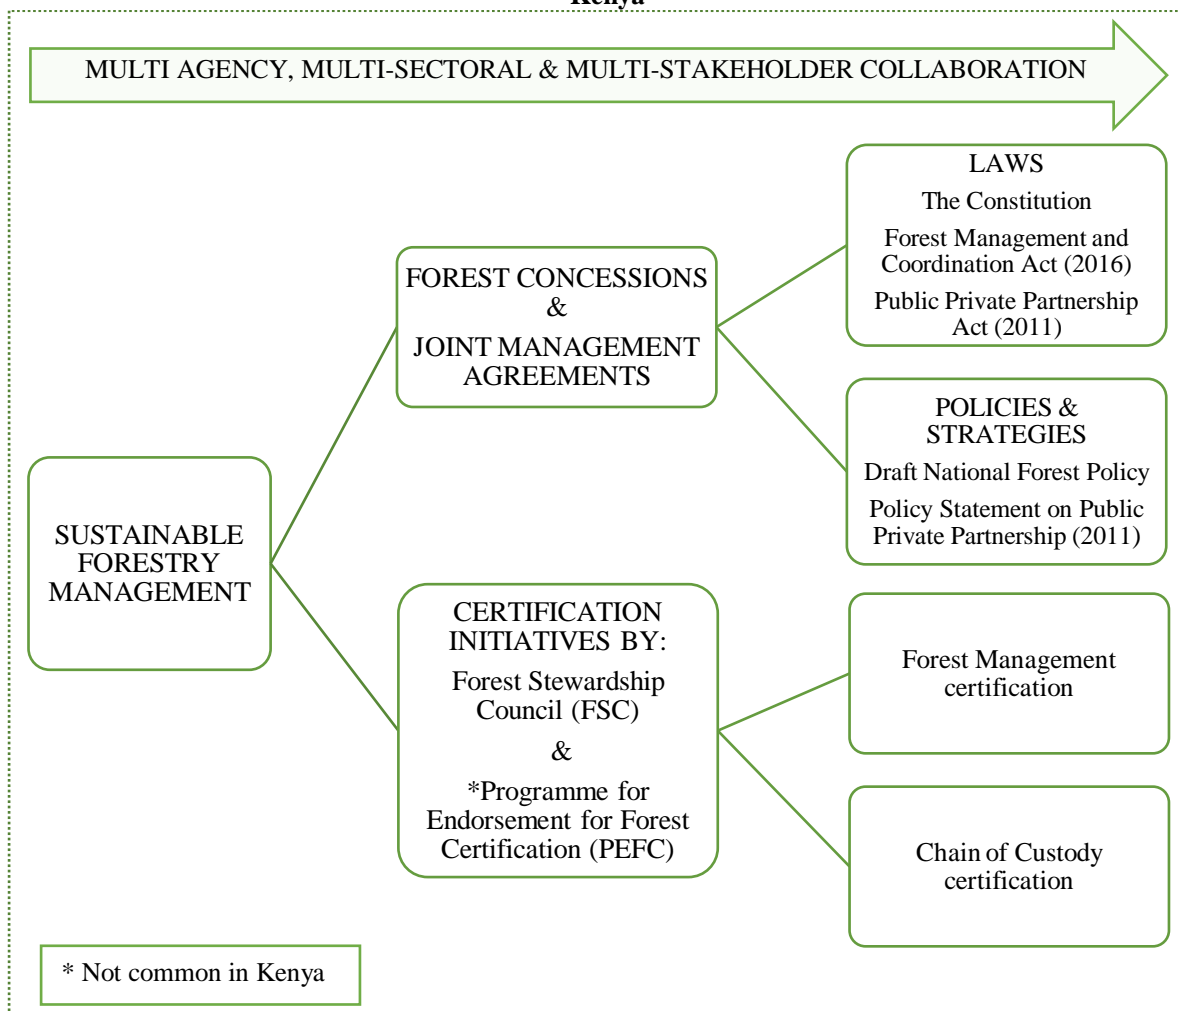 Kenya
MULTI AGENCY, MULTI-SECTORAL & MULTI-STAKEHOLDER COLLABORATION
LAWS
The Constitution
Forest Management and
Coordination Act (2016)
Public Private Partnership
Act (2011)
FOREST CONCESSIONS
&
JOINT MANAGEMENT
AGREEMENTS
POLICIES &
STRATEGIES
Draft National Forest Policy
Policy Statement on Public
Private Partnership (2011)
SUSTAINABLE
FORESTRY
MANAGEMENT
CERTIFICATION
INITIATIVES BY:
Forest Stewardship
Council (FSC)
&
*Programme for
Endorsement for Forest
Certification (PEFC)
Forest Management
certification
Chain of Custody
certification
* Not common in Kenya